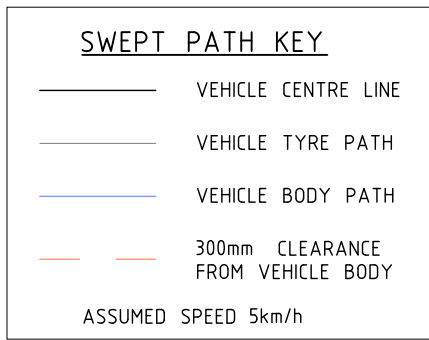 SWEPT PATH KEY
VEHICLE CENTRE LINE
VEHICLE TYRE PATH
VEHICLE BODY PATH
300mm CLEARANCE
FROM VEHICLE BODY
ASSUMED SPEED 5km/h